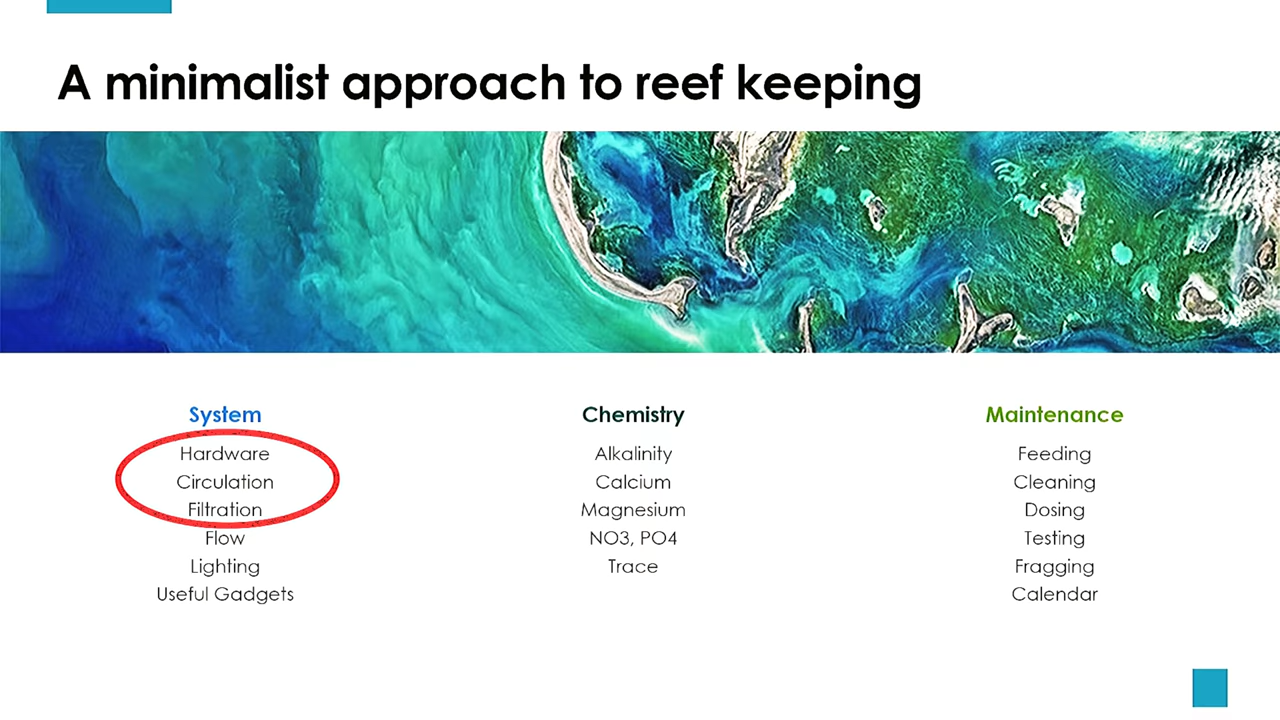 A minimalist approach to reef keeping
System
Hardware
Circulation
Filtration
Flow
Lighting
Useful Gadgets
Chemistry
Alkalinity
Calcium
Magnesium
NO3, PO4
Trace
Maintenance
Feeding
Cleaning
Dosing
Testing
Fragging
Calendar